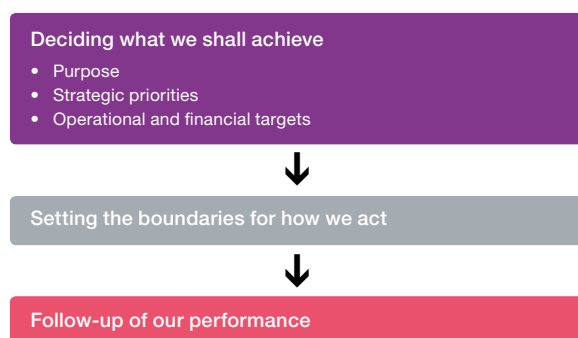 Deciding what we shall achieve
• Purpose
• Strategic priorities
• Operational and financial targets
Setting the boundaries for how we act
Follow-up of our performance